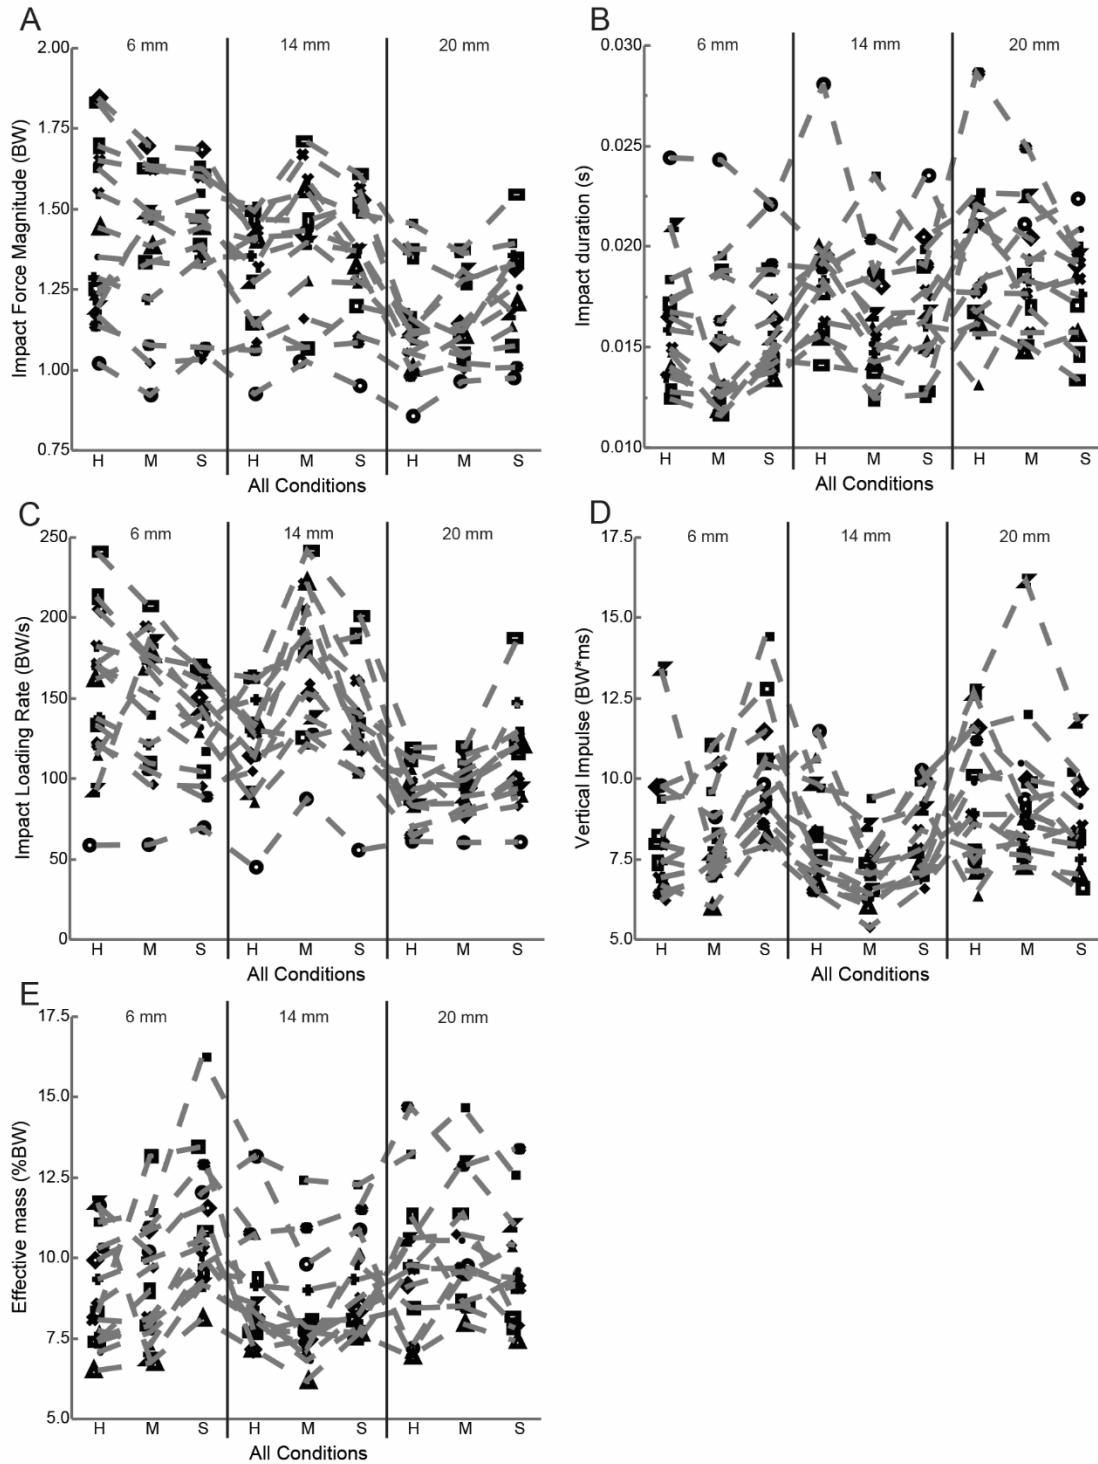 A
6 mm 14 mm 20 mm
Impact Force Magnitude (BW)
2.00
1.75
1.50
1.25
1.00
0.75
H M S H M S H M S
All Conditions
B
6 mm 14 mm 20 mm
Impact duration (s)
0.030
0.025
0.020
0.015
0.010
H M S H M S H M S
All Conditions
C
6 mm 14 mm 20 mm
Impact Loading Rate (BW/s)
250
200
150
100
50
0
H M S H M S H M S
All Conditions
D
6 mm 14 mm 20 mm
Vertical Impulse (BW*ms)
17.5
15.0
12.5
10.0
7.5
5.0
H M S H M S H M S
All Conditions
E
6 mm 14 mm 20 mm
Effective mass (%BW)
17.5
15.0
12.5
10.0
7.5
5.0
H M S H M S H M S
All Conditions